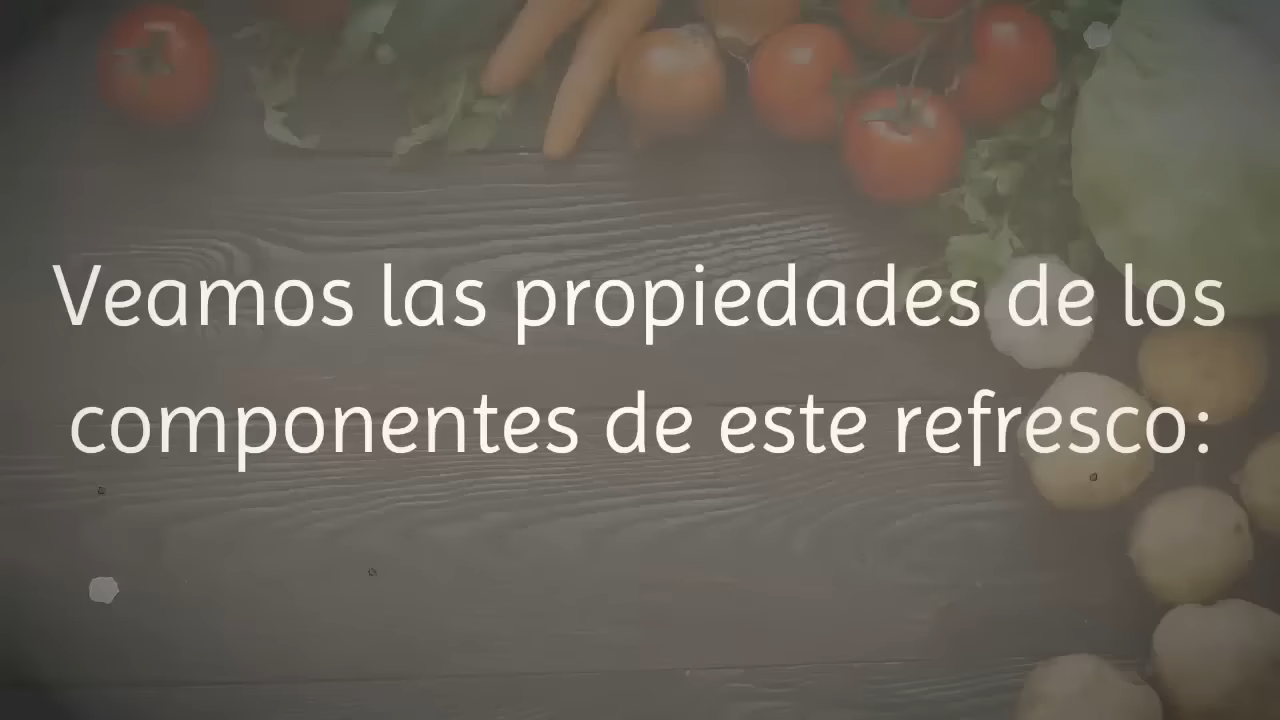 Veamos las propiedades de los
componentes de este refresco: